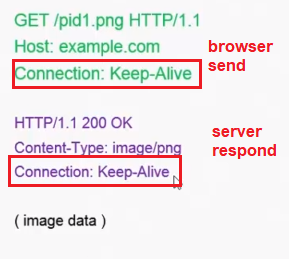 GET /pid1.png HTTP/1.1
Host: example.com
Connection: Keep-Alive
browser
send
HTTP/1.1 200 OK
Content-Type: image/png
Connection: Keep-Alive
server
respond
( image data )